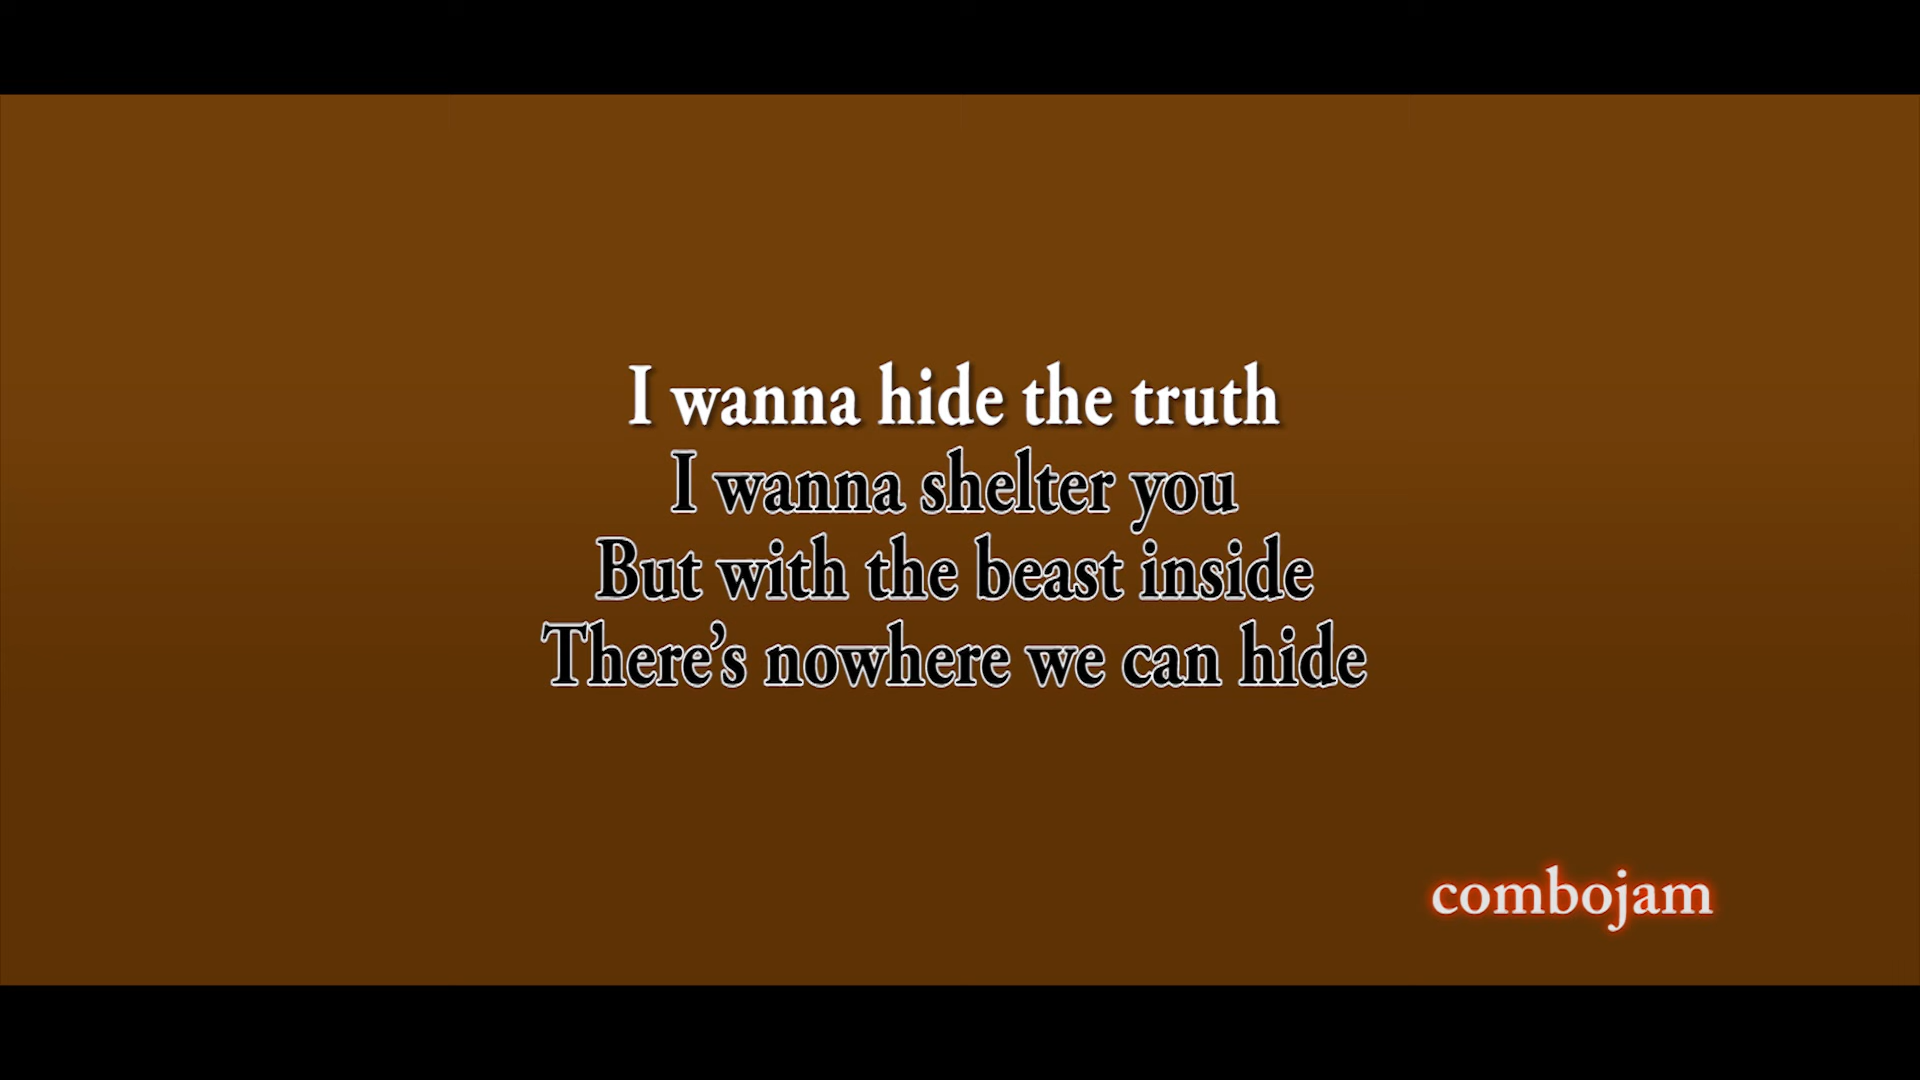 I wanna hide the truth
I wanna shelter you
But with the beast inside
There’s nowhere we can hide
combojam